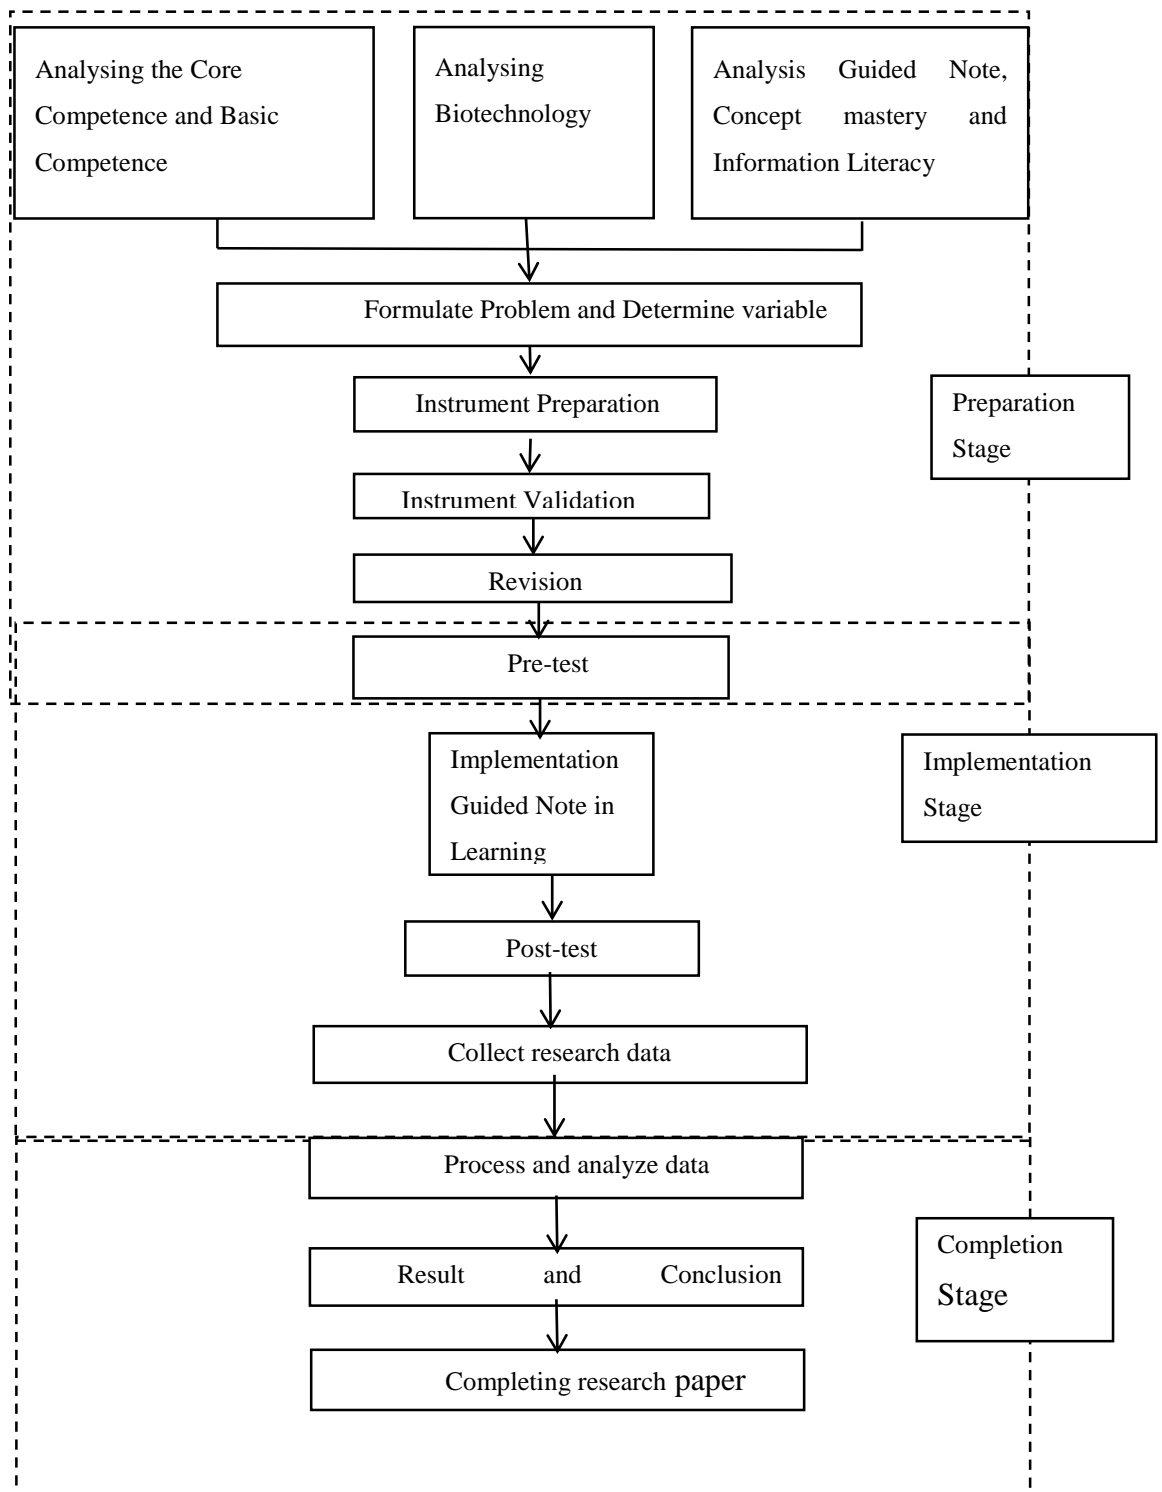 Analysing the Core
Competence and Basic
Competence
Analysing
Biotechnology
Analysis Guided Note,
Concept mastery and
Information Literacy
Formulate Problem and Determine variable
Instrument Preparation
Preparation
Stage
Instrument Validation
Revision
Pre-test
Implementation
Guided Note in
Learning
Implementation
Stage
Post-test
Collect research data
Process and analyze data
Completion
Stage
Result and Conclusion
Completing research paper